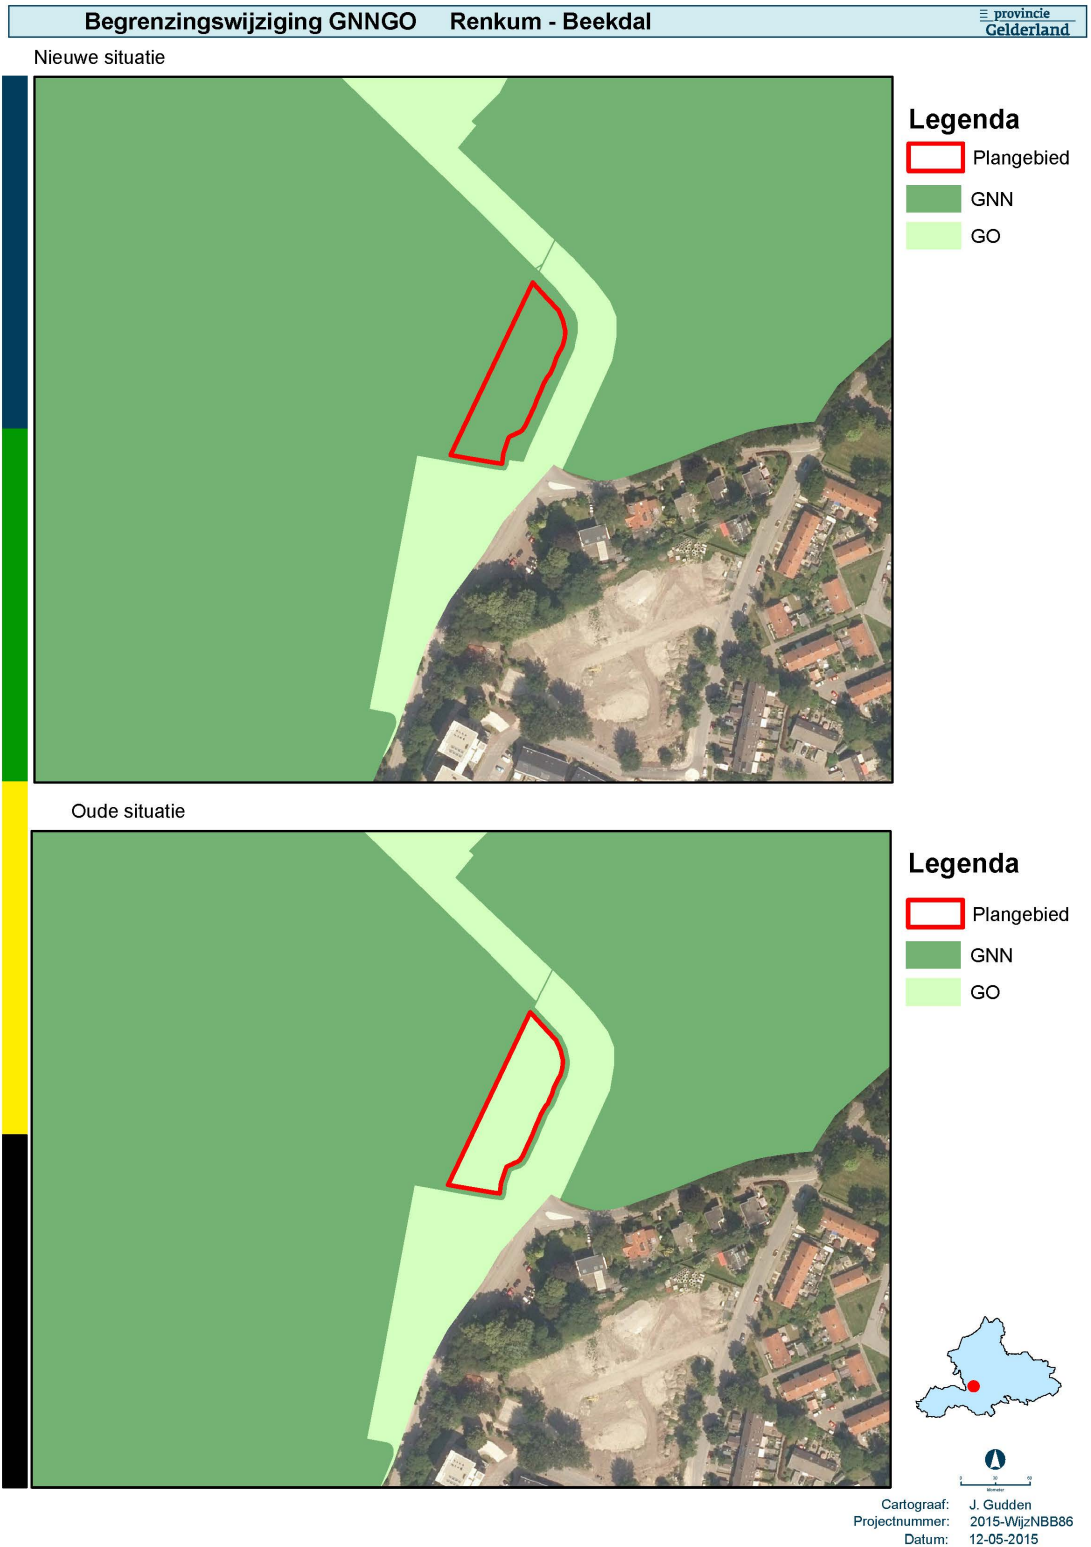 Begrenzingswijziging GNNGO Renkum - Beekdal
provincie
Gelderland
Nieuwe situatie
Legenda
Plangebied
GNN
GO
Oude situatie
Legenda
Plangebied
GNN
GO
Cartograaf: J. Gudden
Projectnummer: 2015-WijzNBB86
Datum: 12-05-2015